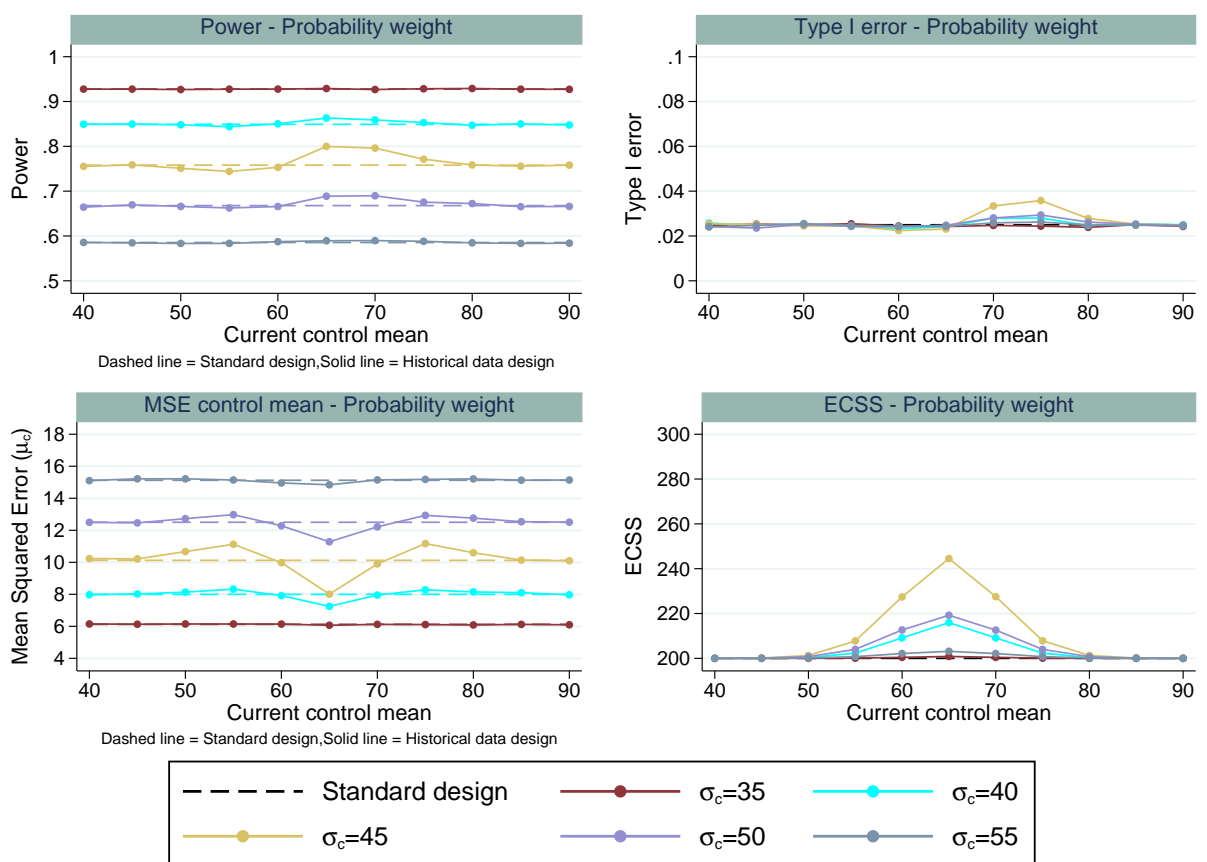 Power - Probability weight
1
.9
.8
.7
.6
.5
Power
40 50 60 70 80 90
Current control mean
Dashed line = Standard design,Solid line = Historical data design
Type I error - Probability weight
.1
.08
.06
.04
.02
0
Type I error
40 50 60 70 80 90
Current control mean
MSE control mean - Probability weight
18
16
14
12
10
8
6
4
Mean Squared Error (μc)
40 50 60 70 80 90
Current control mean
Dashed line = Standard design,Solid line = Historical data design
ECSS - Probability weight
300
280
260
240
220
200
ECSS
40 50 60 70 80 90
Current control mean
Standard design σc=35 σc=40
σc=45 σc=50 σc=55